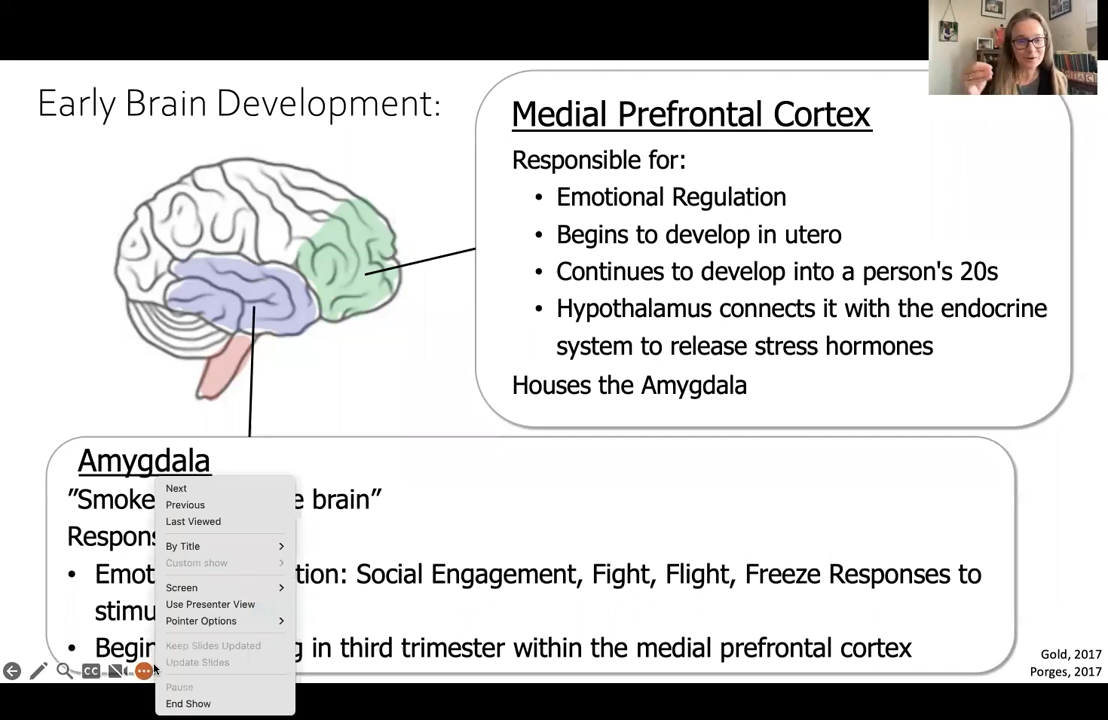 Early Brain Development:
Medial Prefrontal Cortex
Responsible for:
• Emotional Regulation
• Begins to develop in utero
• Continues to develop into a person's 20s
• Hypothalamus connects it with the endocrine
system to release stress hormones
Houses the Amygdala
Amygdala
”Smoke e brain”
Respons
• Emot tion: Social Engagement, Fight, Flight, Freeze Responses to
stimu
• Begin g in third trimester within the medial prefrontal cortex
Next
Previous
Last Viewed
By Title
Custom show
Screen
Use Presenter View
Pointer Options
Keep Slides Updated
Update Slides
Pause
End Show
CC
Gold, 2017
Porges, 2017